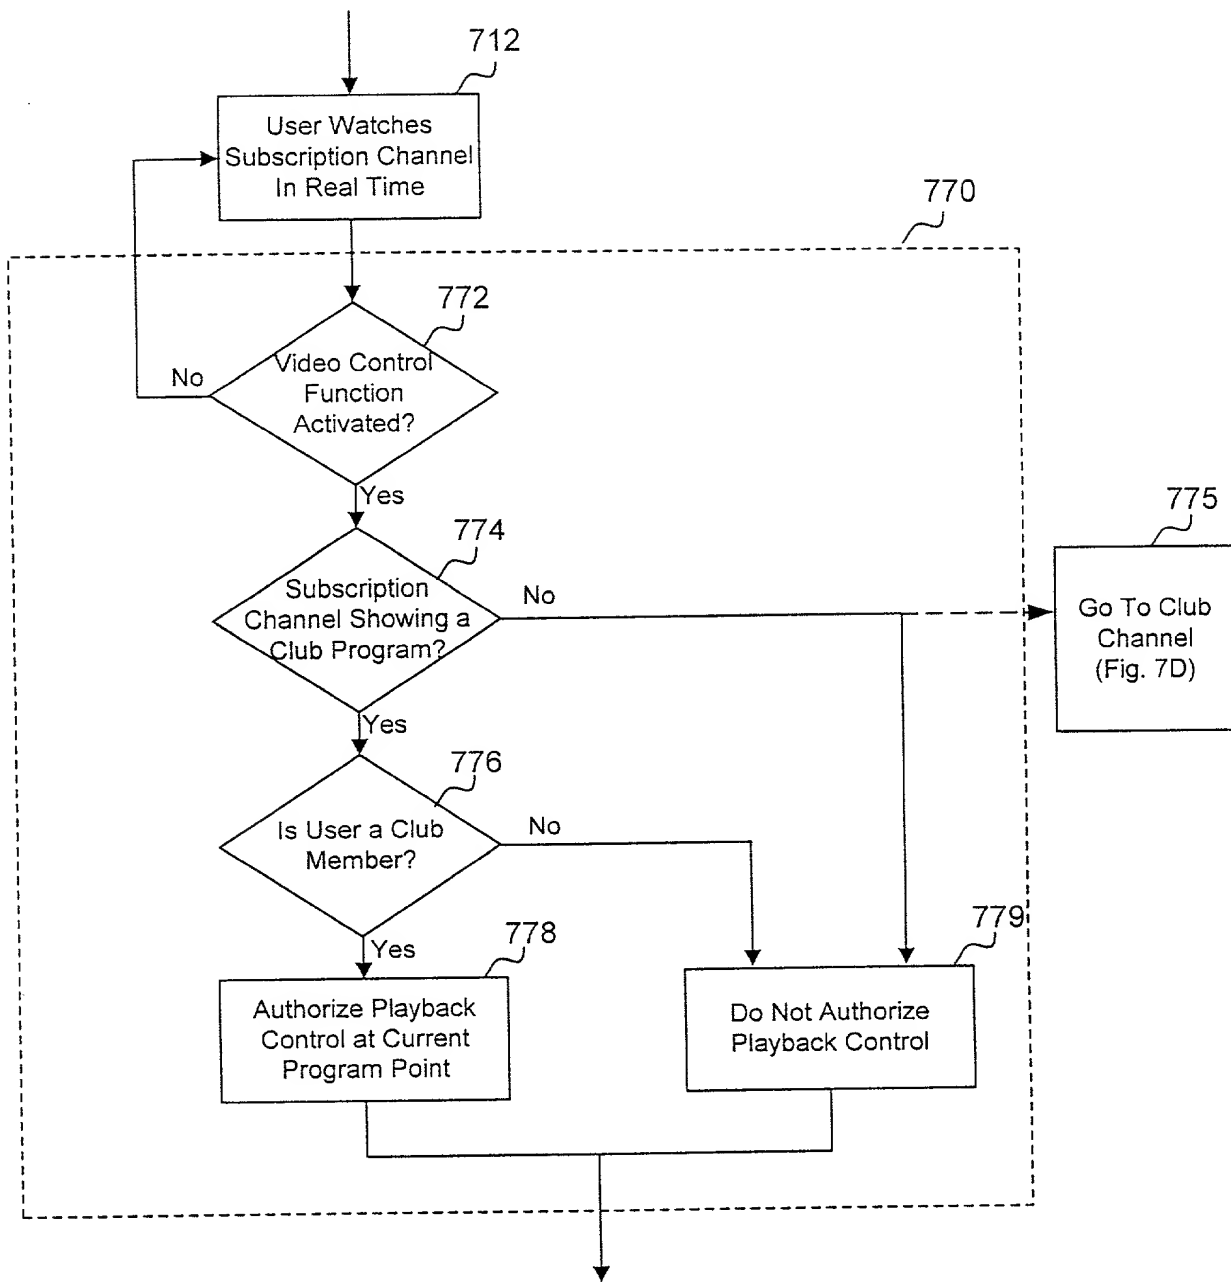 712
User Watches
Subscription Channel
In Real Time
770
772
Video Control
Function
Activated?
No
Yes
774
Subscription
Channel Showing a
Club Program?
No
775
Go To Club
Channel
(Fig. 7D)
Yes
776
Is User a Club
Member?
No
Yes
778
Authorize Playback
Control at Current
Program Point
779
Do Not Authorize
Playback Control